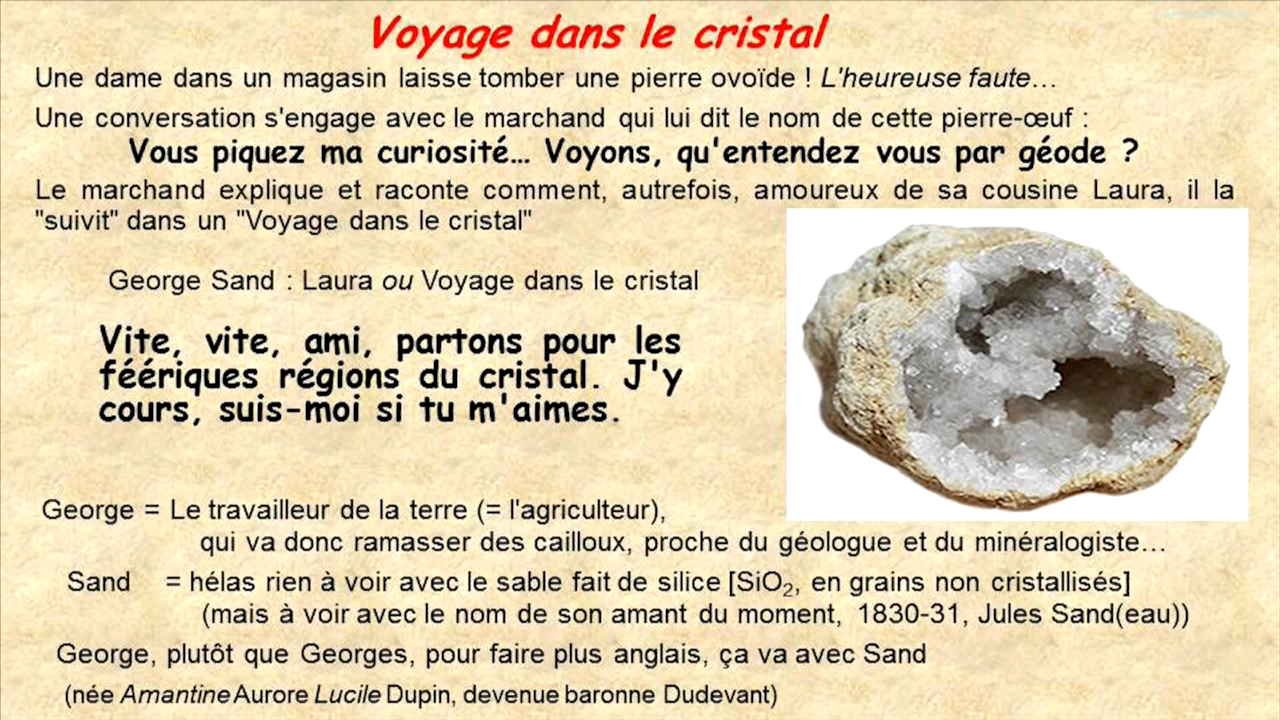 Voyage dans le cristal
Une dame dans un magasin laisse tomber une pierre ovoïde ! L'heureuse faute…
Une conversation s'engage avec le marchand qui lui dit le nom de cette pierre-œuf :
Vous piquez ma curiosité… Voyons, qu'entendez vous par géode ?
Le marchand explique et raconte comment, autrefois, amoureux de sa cousine Laura, il la
"suivit" dans un "Voyage dans le cristal"
George Sand : Laura ou Voyage dans le cristal
Vite, vite, ami, partons pour les
féériques régions du cristal. J'y
cours, suis-moi si tu m'aimes.
George = Le travailleur de la terre (= l'agriculteur),
qui va donc ramasser des cailloux, proche du géologue et du minéralogiste…
Sand = hélas rien à voir avec le sable fait de silice [SiO₂, en grains non cristallisés]
(mais à voir avec le nom de son amant du moment, 1830-31, Jules Sand(eau))
George, plutôt que Georges, pour faire plus anglais, ça va avec Sand
(née Amantine Aurore Lucile Dupin, devenue baronne Dudevant)